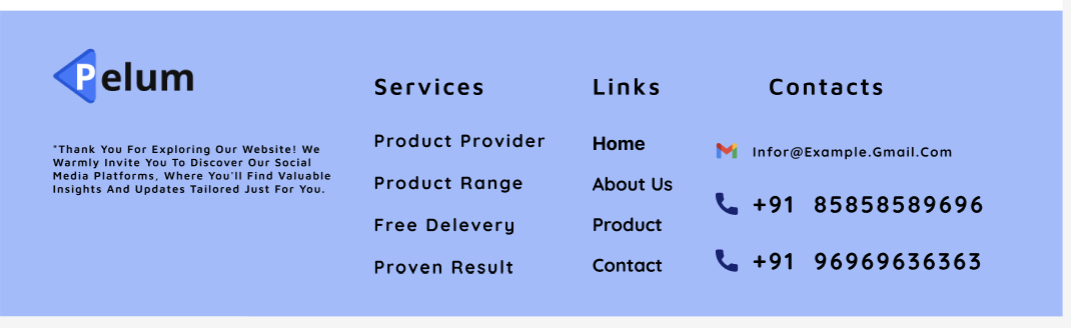 Pelum
"Thank You For Exploring Our Website! We
Warmly Invite You To Discover Our Social
Media Platforms, Where You'll Find Valuable
Insights And Updates Tailored Just For You.
Services
Product Provider
Product Range
Free Delevery
Proven Result
Links
Home
About Us
Product
Contact
Contacts
Infor@Example.Gmail.Com
+91 85858589696
+91 96969636363